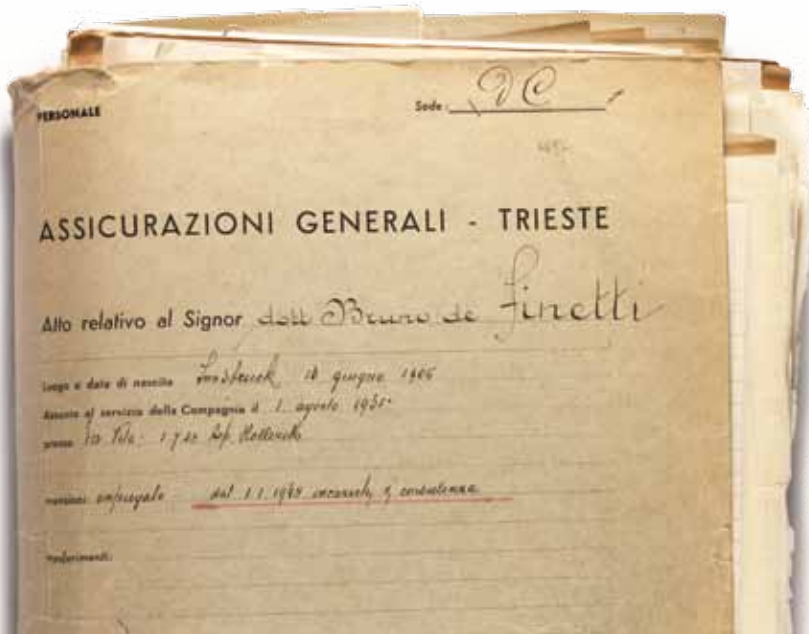 PERSONALE
Sede: DC
ASSICURAZIONI GENERALI - TRIESTE
Atto relativo al Signor dott Bruno de Finetti
Luogo e data di nascita Innsbruck, 13 giugno 1906
Assunto al servizio della Compagnia il 1. agosto 1931
presso
mansioni: impiegato dal 1.1.1948 di consulenza
trasferimenti: